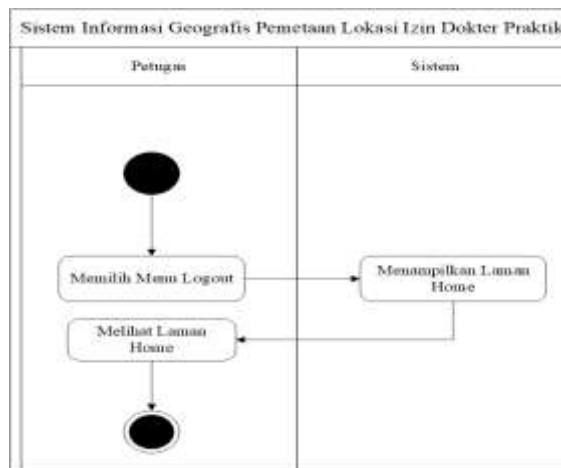 Sistem Informasi Geografis Pemetaan Lokasi Izin Dokter Praktik
Petugas
Sistem
Memilih Menu Logout
Menampilkan Laman
Home
Melihat Laman
Home